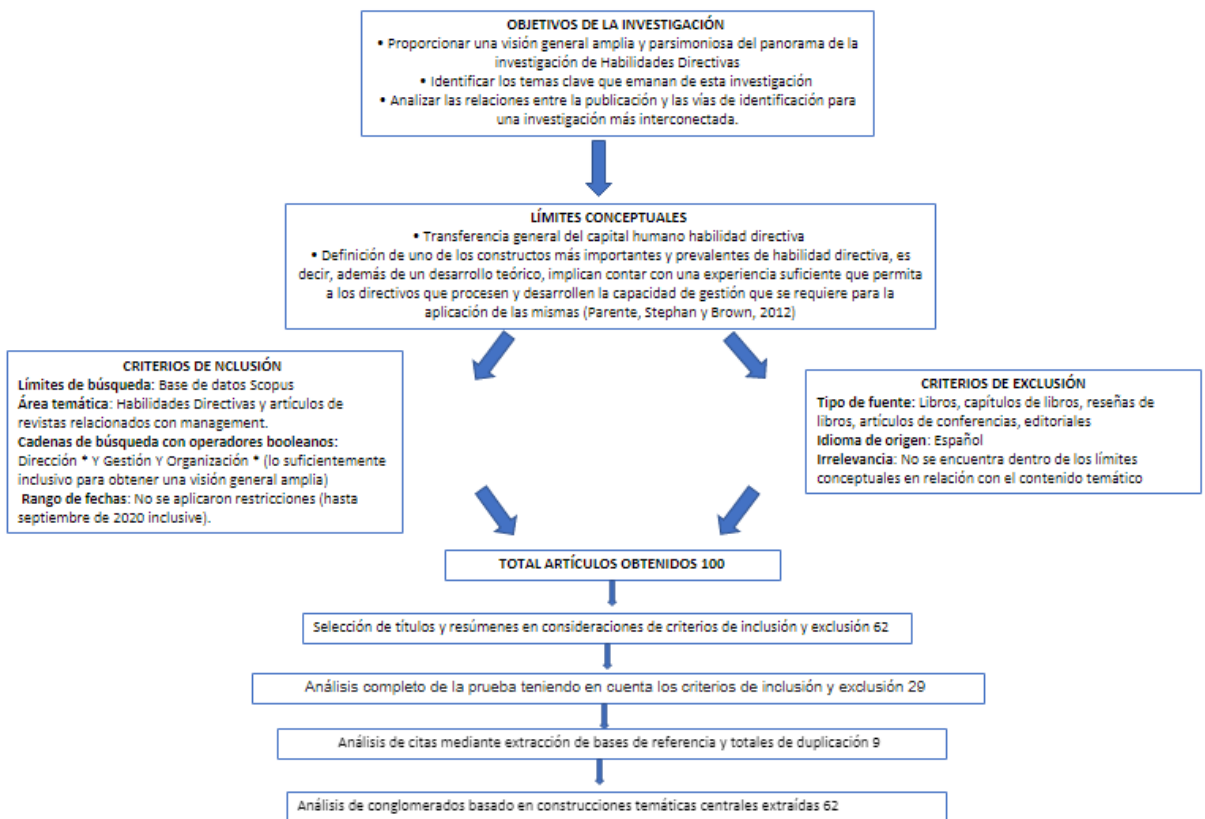 OBJETIVOS DE LA INVESTIGACIÓN
• Proporcionar una visión general amplia y parsimoniosa del panorama de la
investigación de Habilidades Directivas
• Identificar los temas clave que emanan de esta investigación
• Analizar las relaciones entre la publicación y las vías de identificación para
una investigación más interconectada.
LÍMITES CONCEPTUALES
• Transferencia general del capital humano habilidad directiva
• Definición de uno de los constructos más importantes y prevalentes de habilidad directiva, es
decir, además de un desarrollo teórico, implican contar con una experiencia suficiente que permita
a los directivos que procesen y desarrollen la capacidad de gestión que se requiere para la
aplicación de las mismas (Parente, Stephan y Brown, 2012)
CRITERIOS DE NCLUSIÓN
Límites de búsqueda: Base de datos Scopus
Área temática: Habilidades Directivas y artículos de
revistas relacionados con management.
Cadenas de búsqueda con operadores booleanos:
Dirección * Y Gestión Y Organización * (lo suficientemente
inclusivo para obtener una visión general amplia)
Rango de fechas: No se aplicaron restricciones (hasta
septiembre de 2020 inclusive).
CRITERIOS DE EXCLUSIÓN
Tipo de fuente: Libros, capítulos de libros, reseñas de
libros, artículos de conferencias, editoriales
Idioma de origen: Español
Irrelevancia: No se encuentra dentro de los límites
conceptuales en relación con el contenido temático
TOTAL ARTÍCULOS OBTENIDOS 100
Selección de títulos y resúmenes en consideraciones de criterios de inclusión y exclusión 62
Análisis completo de la prueba teniendo en cuenta los criterios de inclusión y exclusión 29
Análisis de citas mediante extracción de bases de referencia y totales de duplicación 9
Análisis de conglomerados basado en construcciones temáticas centrales extraídas 62